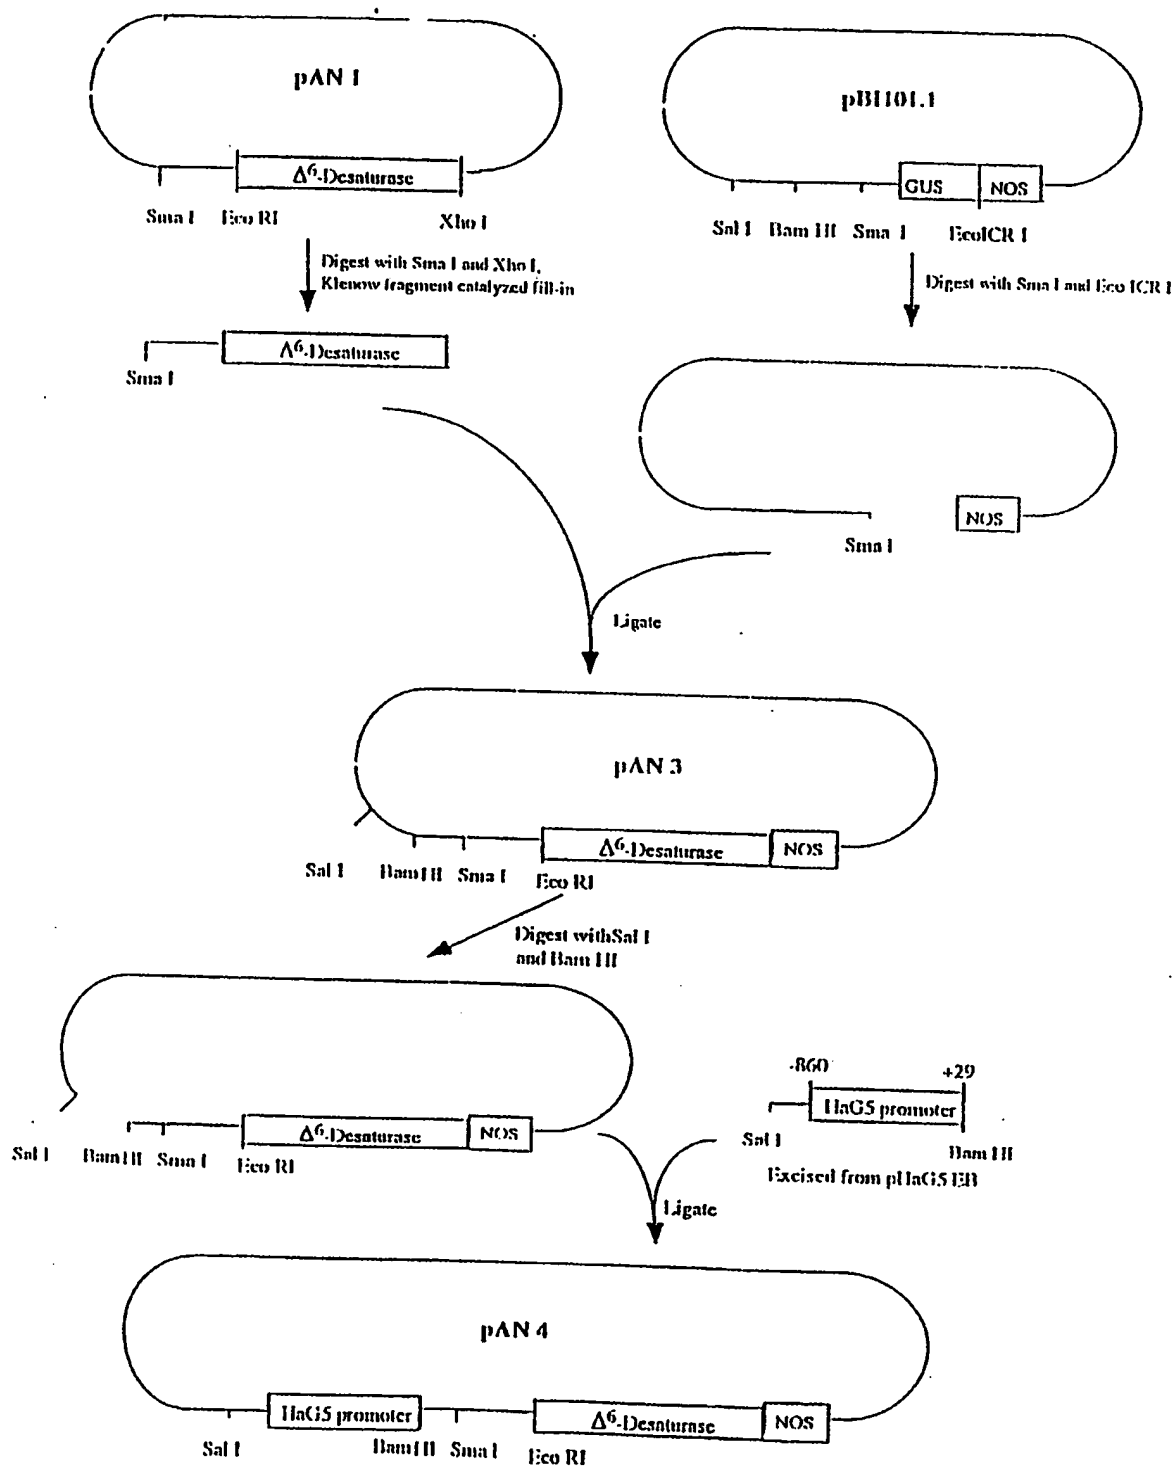 pAN 1
Δ6-Desaturase
Sma I
Eco RI
Xho I
Digest with Sma I and Xho I,
Klenow fragment catalyzed fill-in
Δ6-Desaturase
Sma I
pBI101.1
GUS
NOS
Sal I
Bam HI
Sma I
EcoICR I
Digest with Sma I and Eco ICR I
NOS
Sma I
Ligate
pAN 3
Δ6-Desaturase
NOS
Sal I
Bam HI
Sma I
Eco RI
Digest with Sal I
and Bam HI
Δ6-Desaturase
NOS
Sal I
Bam HI
Sma I
Eco RI
-860
+29
HaG5 promoter
Sal I
Bam HI
Excised from pHaG5 EB
Ligate
pAN 4
HaG5 promoter
Δ6-Desaturase
NOS
Sal I
Bam HI
Sma I
Eco RI